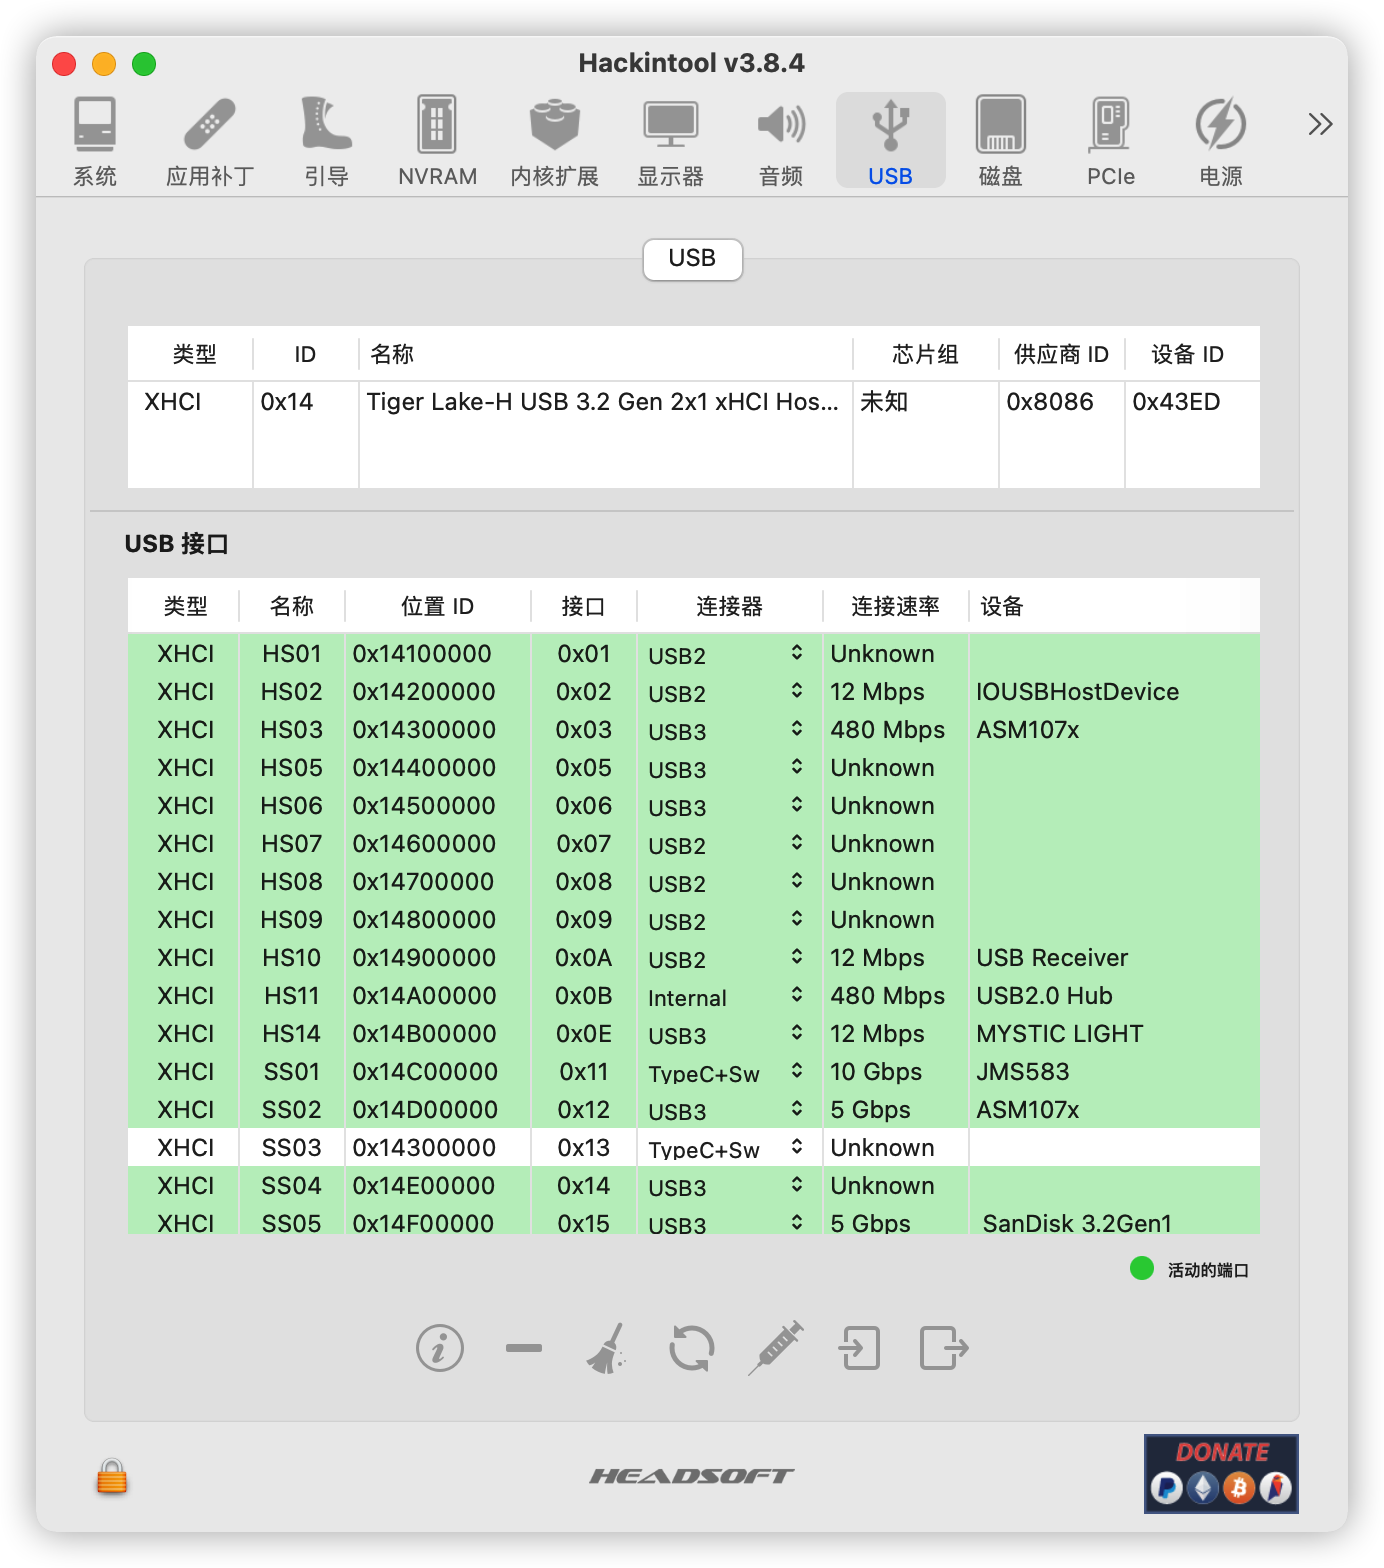 Hackintool v3.8.4
系统 应用补丁 引导 NVRAM 内核扩展 显示器 音频 USB 磁盘 PCIe 电源
USB
类型 ID 名称 芯片组 供应商 ID 设备 ID
XHCI 0x14 Tiger Lake-H USB 3.2 Gen 2x1 xHCI Hos... 未知 0x8086 0x43ED
USB 接口
类型 名称 位置 ID 接口 连接器 连接速率 设备
XHCI HS01 0x14100000 0x01 USB2 Unknown
XHCI HS02 0x14200000 0x02 USB2 12 Mbps IOUSBHostDevice
XHCI HS03 0x14300000 0x03 USB3 480 Mbps ASM107x
XHCI HS05 0x14400000 0x05 USB3 Unknown
XHCI HS06 0x14500000 0x06 USB3 Unknown
XHCI HS07 0x14600000 0x07 USB2 Unknown
XHCI HS08 0x14700000 0x08 USB2 Unknown
XHCI HS09 0x14800000 0x09 USB2 Unknown
XHCI HS10 0x14900000 0x0A USB2 12 Mbps USB Receiver
XHCI HS11 0x14A00000 0x0B Internal 480 Mbps USB2.0 Hub
XHCI HS14 0x14B00000 0x0E USB3 12 Mbps MYSTIC LIGHT
XHCI SS01 0x14C00000 0x11 TypeC+Sw 10 Gbps JMS583
XHCI SS02 0x14D00000 0x12 USB3 5 Gbps ASM107x
XHCI SS03 0x14300000 0x13 TypeC+Sw Unknown
XHCI SS04 0x14E00000 0x14 USB3 Unknown
XHCI SS05 0x14F00000 0x15 USB3 5 Gbps SanDisk 3.2Gen1
活动的端口
HEADSOFT
DONATE